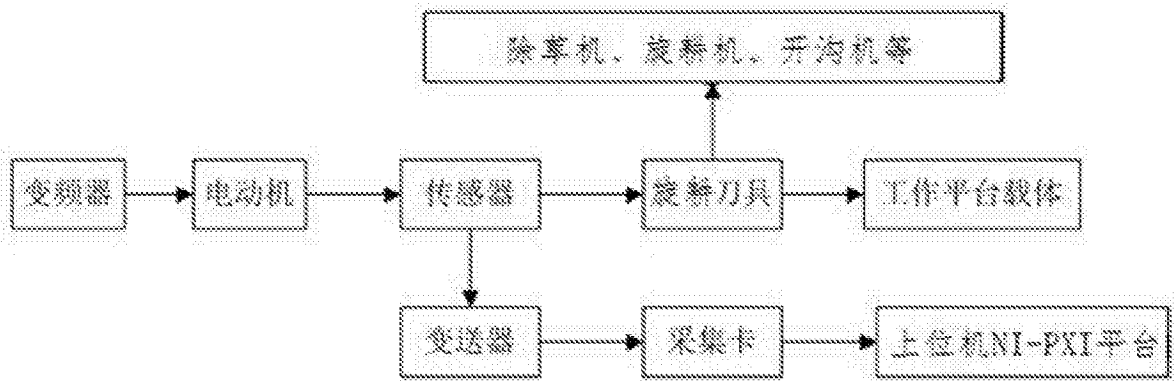 除草机、旋耕机、开沟机等
变频器
电动机
传感器
旋耕刀具
工作平台载体
变送器
采集卡
上位机NI-PXI平台